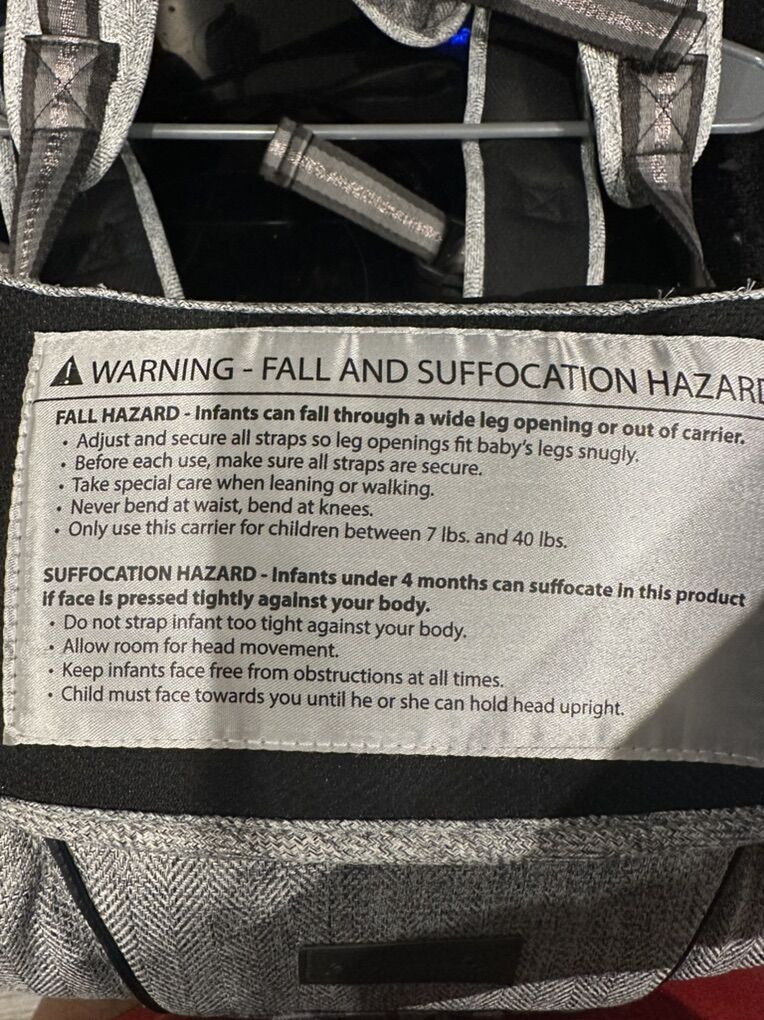 WARNING - FALL AND SUFFOCATION HAZARD
FALL HAZARD - Infants can fall through a wide leg opening or out of carrier.
• Adjust and secure all straps so leg openings fit baby's legs snugly.
• Before each use, make sure all straps are secure.
• Take special care when leaning or walking.
• Never bend at waist, bend at knees.
• Only use this carrier for children between 7 lbs. and 40 lbs.
SUFFOCATION HAZARD - Infants under 4 months can suffocate in this product
if face is pressed tightly against your body.
• Do not strap infant too tight against your body.
• Allow room for head movement.
• Keep infants face free from obstructions at all times.
• Child must face towards you until he or she can hold head upright.